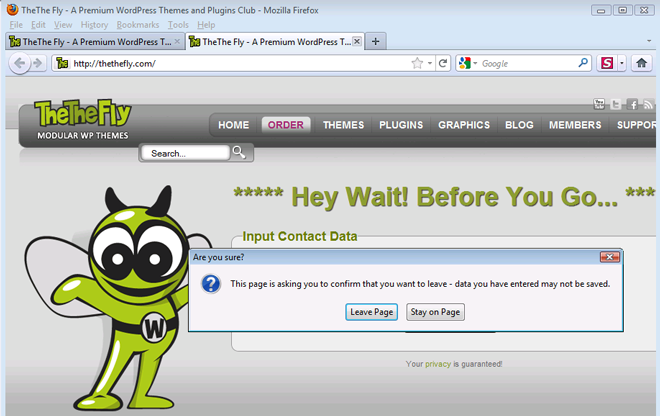 TheThe Fly - A Premium WordPress Themes and Plugins Club - Mozilla Firefox
File Edit View History Bookmarks Tools Help
TheThe Fly - A Premium WordPress T... TheThe Fly - A Premium WordPress T...
http://thethefly.com/ Google
TheTheFly
MODULAR WP THEMES
HOME ORDER THEMES PLUGINS GRAPHICS BLOG MEMBERS SUPPOR
Search...
***** Hey Wait! Before You Go... ***
Input Contact Data
Are you sure?
This page is asking you to confirm that you want to leave - data you have entered may not be saved.
Leave Page Stay on Page
W
Your privacy is guaranteed!